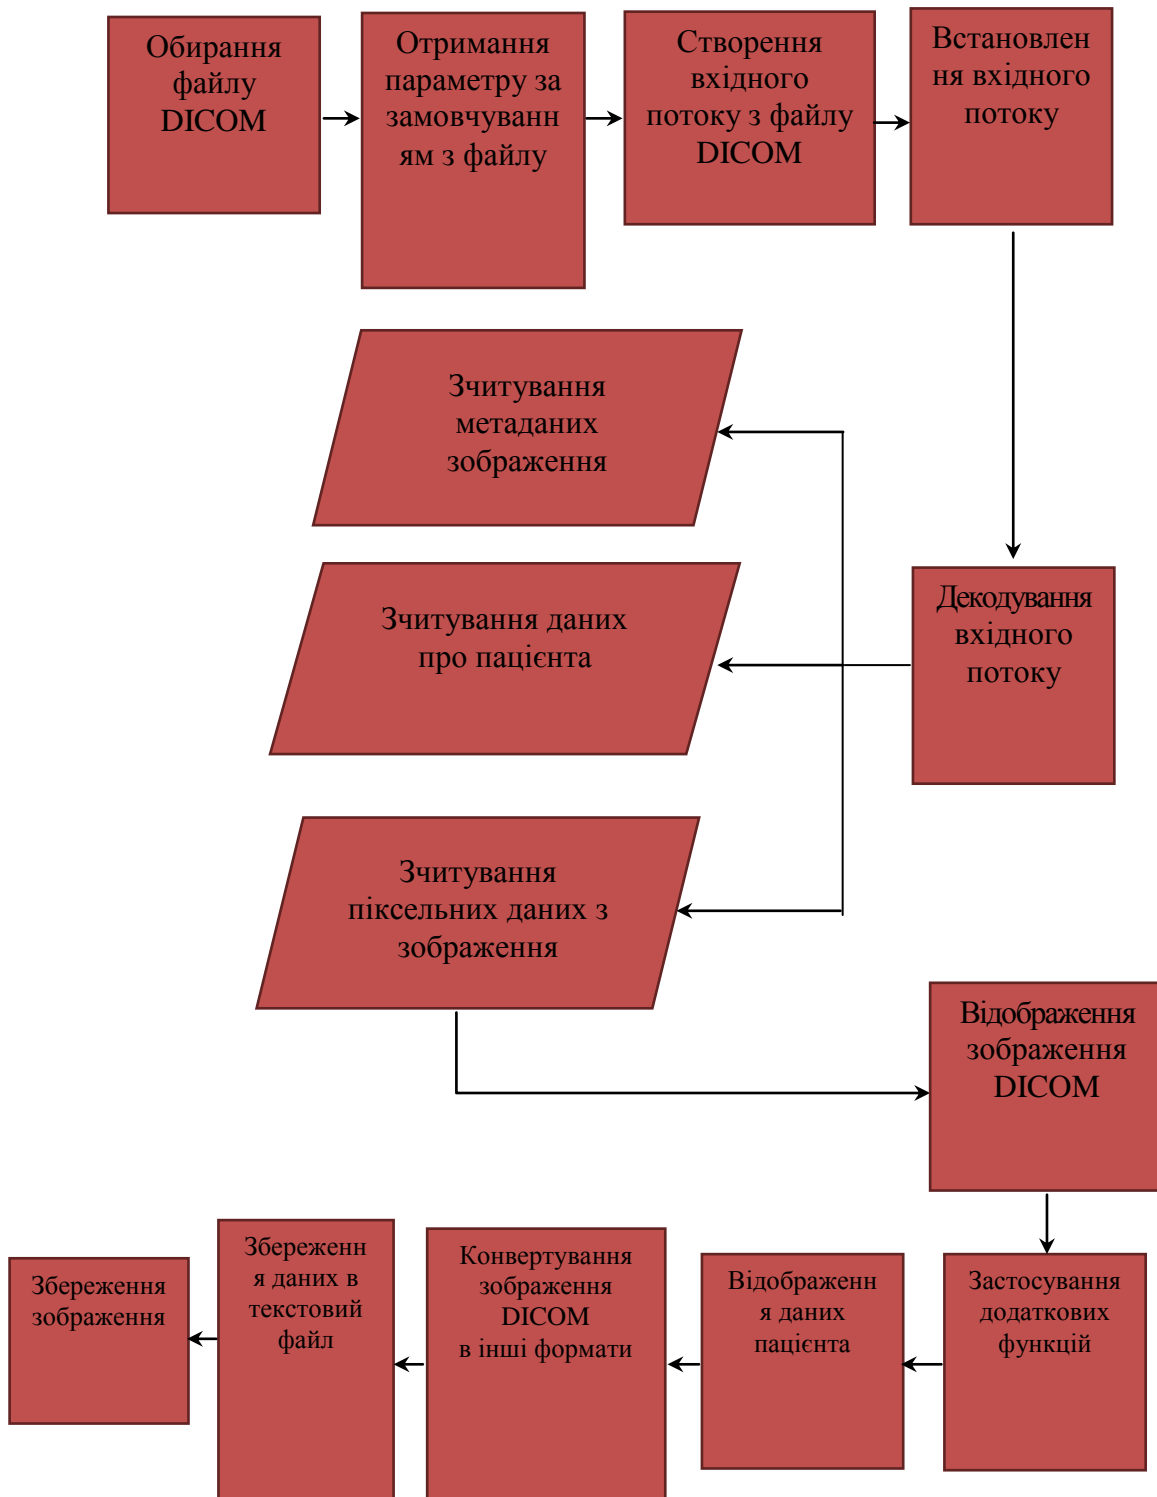 Обирання
файлу
DICOM
Отримання
параметру за
замовчуванн
ям з файлу
Створення
вхідного
потоку з файлу
DICOM
Встановлен
ня вхідного
потоку
Зчитування
метаданих
зображення
Зчитування даних
про пацієнта
Декодування
вхідного
потоку
Зчитування
піксельних даних з
зображення
Відображення
зображення
DICOM
Застосування
додаткових
функцій
Відображенн
я даних
пацієнта
Конвертування
зображення
DICOM
в інші формати
Збереженн
я даних в
текстовий
файл
Збереження
зображення